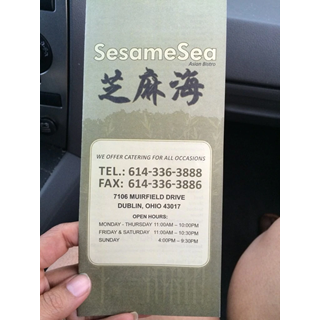 SesameSea
Asian Bistro
芝麻海
WE OFFER CATERING FOR ALL OCCASIONS
TEL.: 614-336-3888
FAX: 614-336-3886
7106 MUIRFIELD DRIVE
DUBLIN, OHIO 43017
OPEN HOURS:
MONDAY - THURSDAY 11:00AM – 10:00PM
FRIDAY & SATURDAY 11:00AM – 10:30PM
SUNDAY 4:00PM – 9:30PM